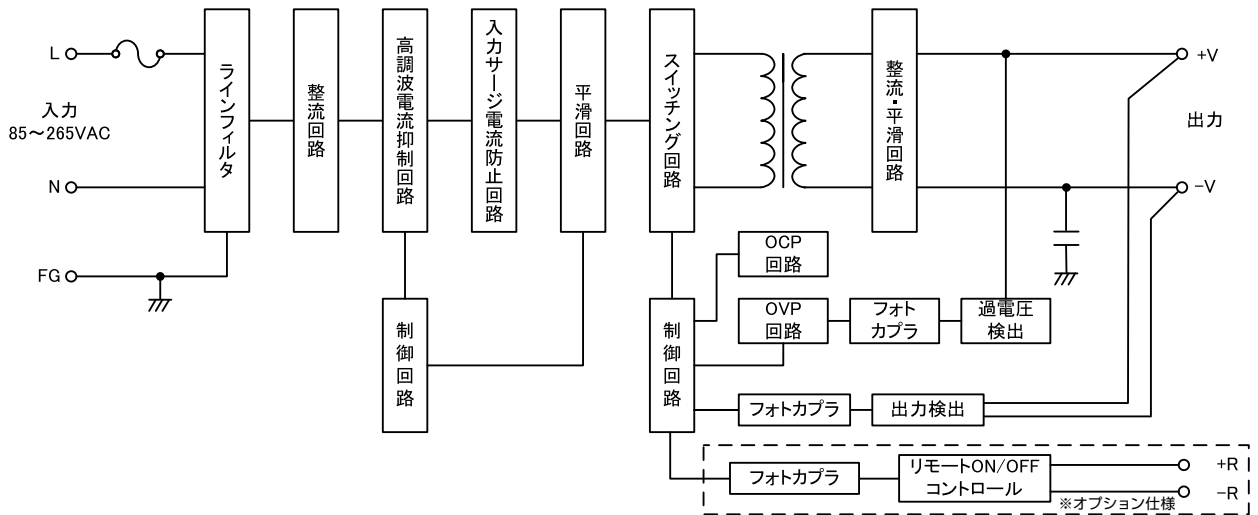 L
入力
85～265VAC
N
FG
ラインフィルタ
整流回路
高調波電流抑制回路
入力サージ電流防止回路
平滑回路
スイッチング回路
整流・平滑回路
+V
出力
−V
制御回路
制御回路
OCP
回路
OVP
回路
フォト
カプラ
過電圧
検出
フォトカプラ
出力検出
フォトカプラ
リモートON/OFF
コントロール
+R
−R
※オプション仕様